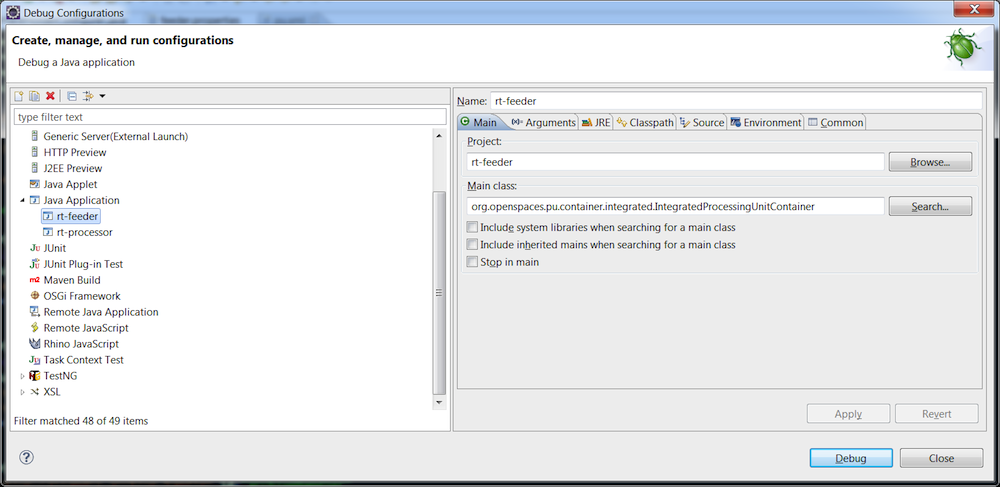 Debug Configurations
Create, manage, and run configurations
Debug a Java application
type filter text
Generic Server(External Launch)
HTTP Preview
J2EE Preview
Java Applet
Java Application
rt-feeder
rt-processor
JUnit
JUnit Plug-in Test
Maven Build
OSGi Framework
Remote Java Application
Remote JavaScript
Rhino JavaScript
Task Context Test
TestNG
XSL
Filter matched 48 of 49 items
Name: rt-feeder
Main Arguments JRE Classpath Source Environment Common
Project:
rt-feeder Browse...
Main class:
org.openspaces.pu.container.integrated.IntegratedProcessingUnitContainer Search...
Include system libraries when searching for a main class
Include inherited mains when searching for a main class
Stop in main
Apply Revert
Debug Close